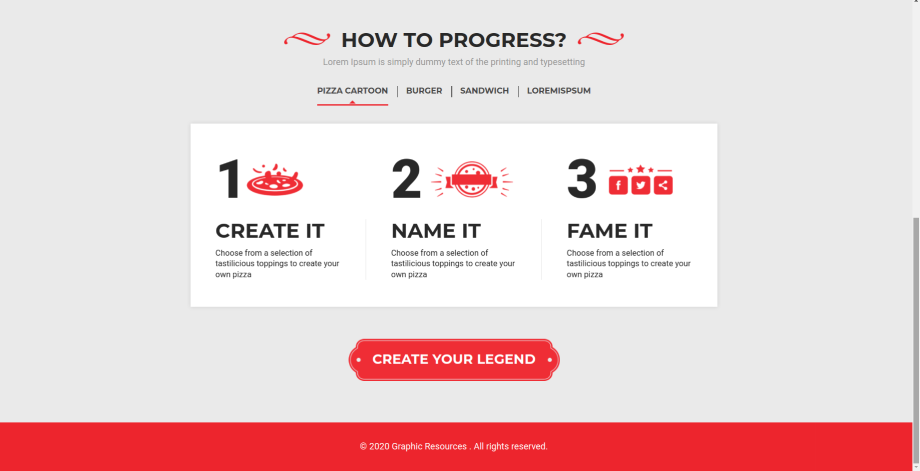 HOW TO PROGRESS?
Lorem Ipsum is simply dummy text of the printing and typesetting
PIZZA CARTOON | BURGER | SANDWICH | LOREMISPSUM
1
CREATE IT
Choose from a selection of
tastilicious toppings to create your
own pizza
2
NAME IT
Choose from a selection of
tastilicious toppings to create your
own pizza
3
FAME IT
Choose from a selection of
tastilicious toppings to create your
own pizza
CREATE YOUR LEGEND
© 2020 Graphic Resources . All rights reserved.